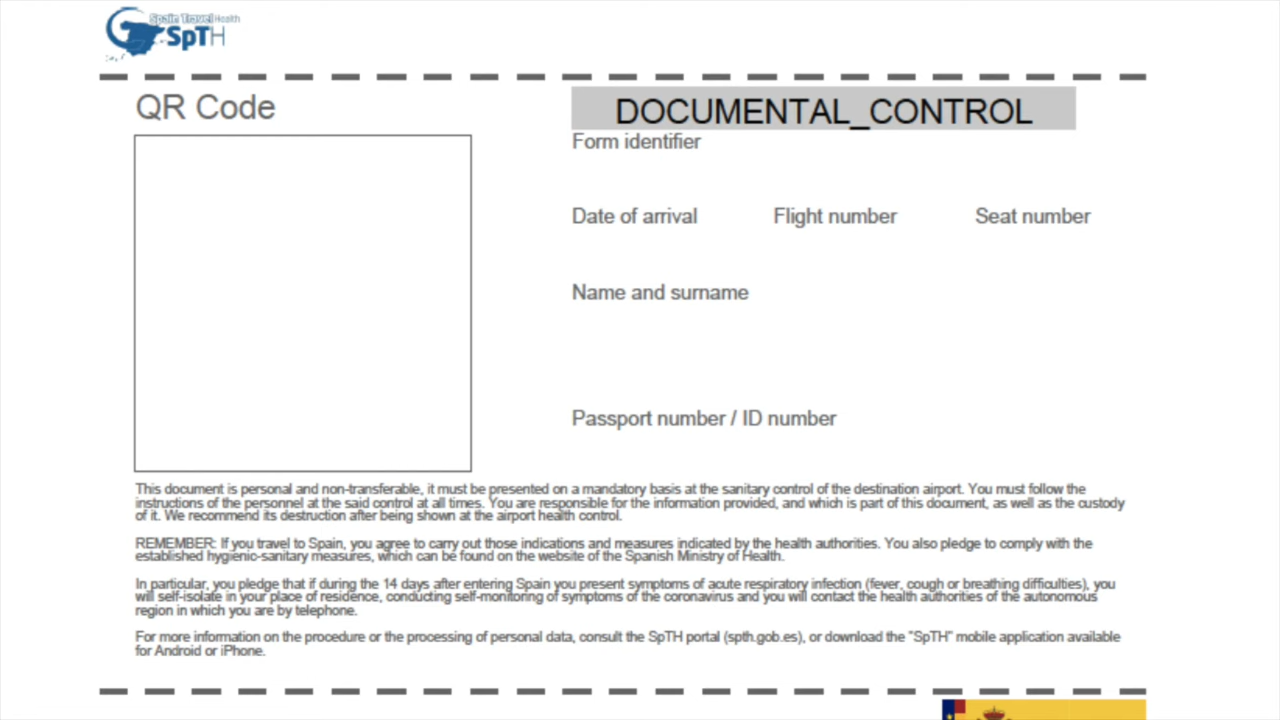 Spain Travel Health
SpTH
QR Code
DOCUMENTAL_CONTROL
Form identifier
Date of arrival Flight number Seat number
Name and surname
Passport number / ID number
This document is personal and non-transferable, it must be presented on a mandatory basis at the sanitary control of the destination airport. You must follow the
instructions of the personnel at the said control at all times. You are responsible for the information provided, and which is part of this document, as well as the custody
of it. We recommend its destruction after being shown at the airport health control.
REMEMBER: If you travel to Spain, you agree to carry out those indications and measures indicated by the health authorities. You also pledge to comply with the
established hygienic-sanitary measures, which can be found on the website of the Spanish Ministry of Health.
In particular, you pledge that if during the 14 days after entering Spain you present symptoms of acute respiratory infection (fever, cough or breathing difficulties), you
will self-isolate in your place of residence, conducting self-monitoring of symptoms of the coronavirus and you will contact the health authorities of the autonomous
region in which you are by telephone.
For more information on the procedure or the processing of personal data, consult the SpTH portal (spth.gob.es), or download the "SpTH" mobile application available
for Android or iPhone.